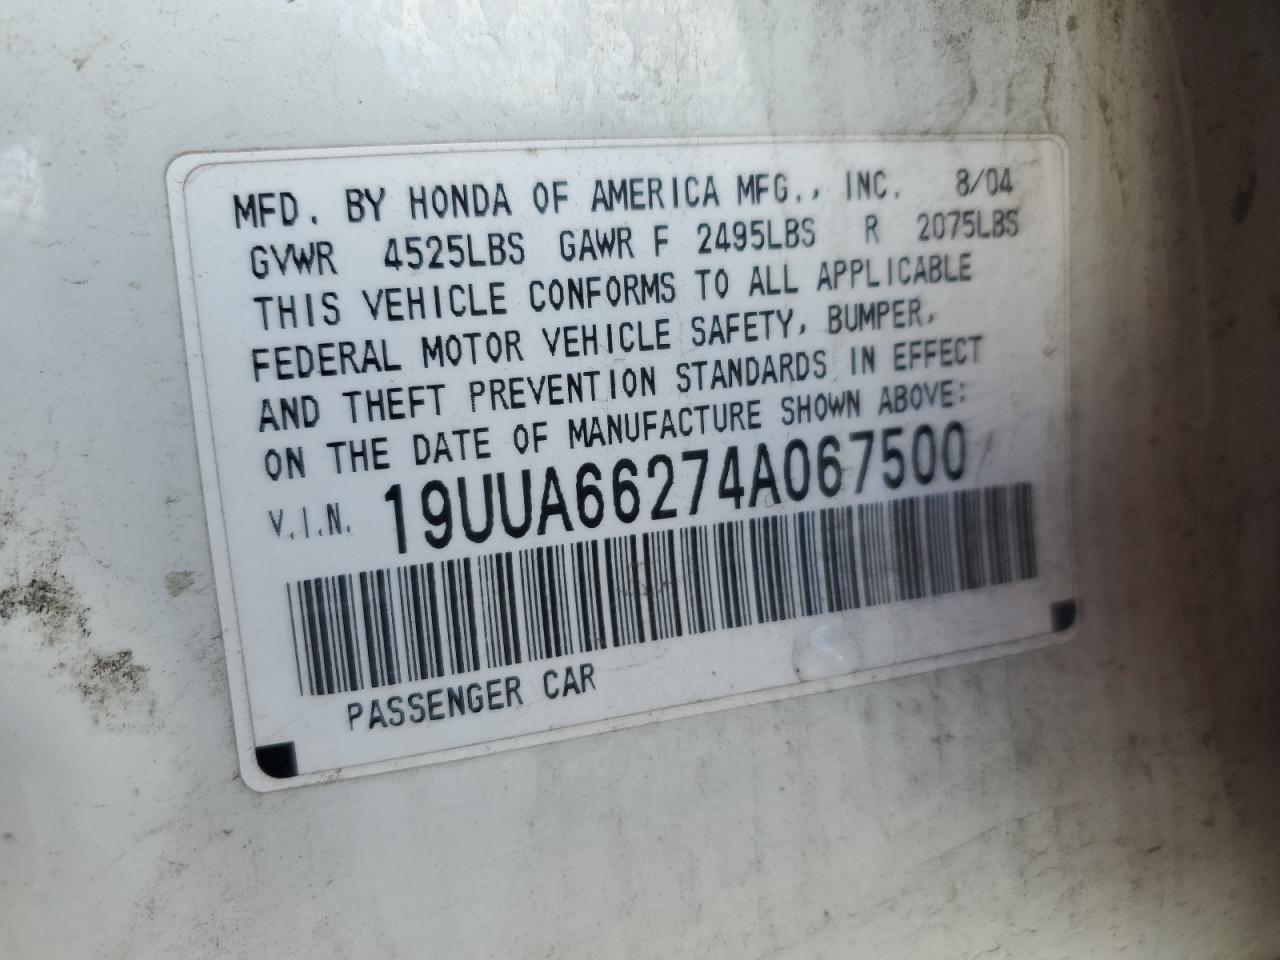 MFD. BY HONDA OF AMERICA MFG., INC. 8/04
GVWR 4525LBS GAWR F 2495LBS R 2075LBS
THIS VEHICLE CONFORMS TO ALL APPLICABLE
FEDERAL MOTOR VEHICLE SAFETY, BUMPER,
AND THEFT PREVENTION STANDARDS IN EFFECT
ON THE DATE OF MANUFACTURE SHOWN ABOVE:
V.I.N. 19UUA66274A067500
PASSENGER CAR